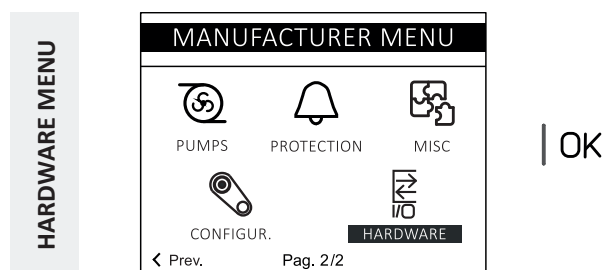 HARDWARE MENU
MANUFACTURER MENU
PUMPS PROTECTION MISC
I/O
CONFIGUR. HARDWARE
Prev. Pag. 2/2
OK